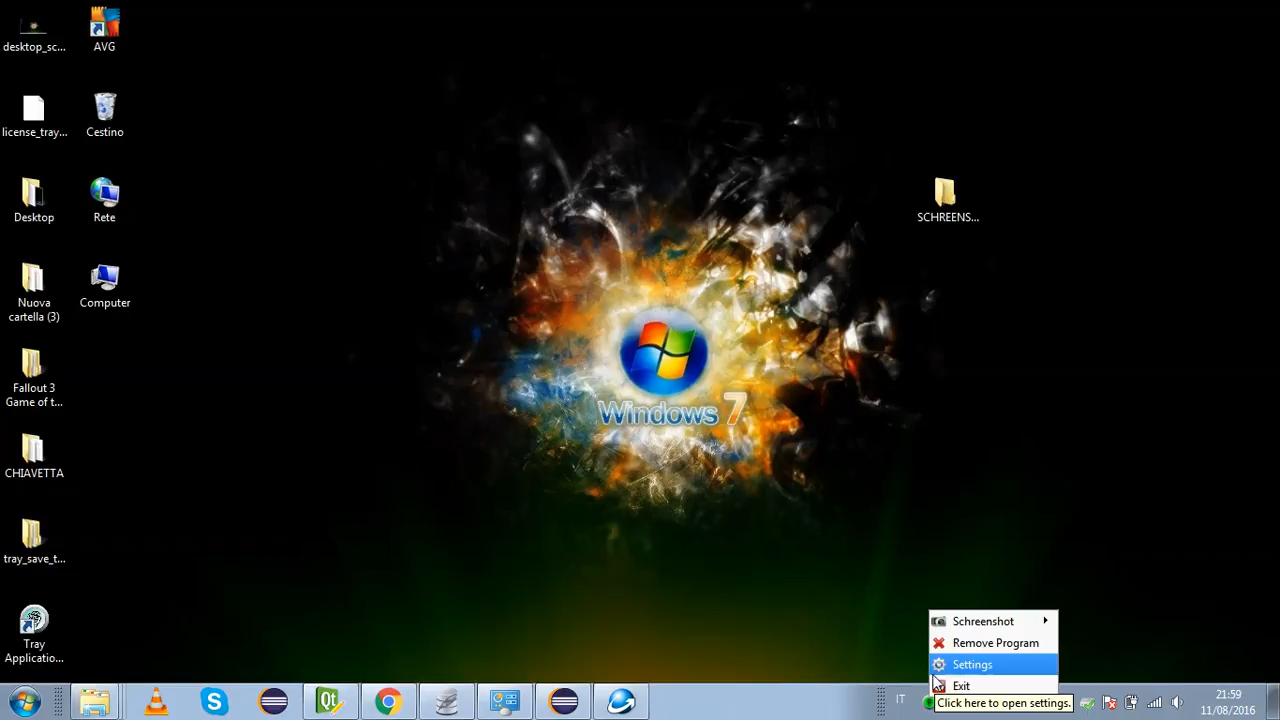 desktop_sc...
AVG
license_tray...
Cestino
Desktop
Rete
SCHREENS...
Nuova
cartella (3)
Computer
Fallout 3
Game of t...
Windows 7
CHIAVETTA
tray_save_t...
Tray
Applicatio...
Schreenshot
Remove Program
Settings
Exit
Click here to open settings.
Qt
IT
21:59
11/08/2016